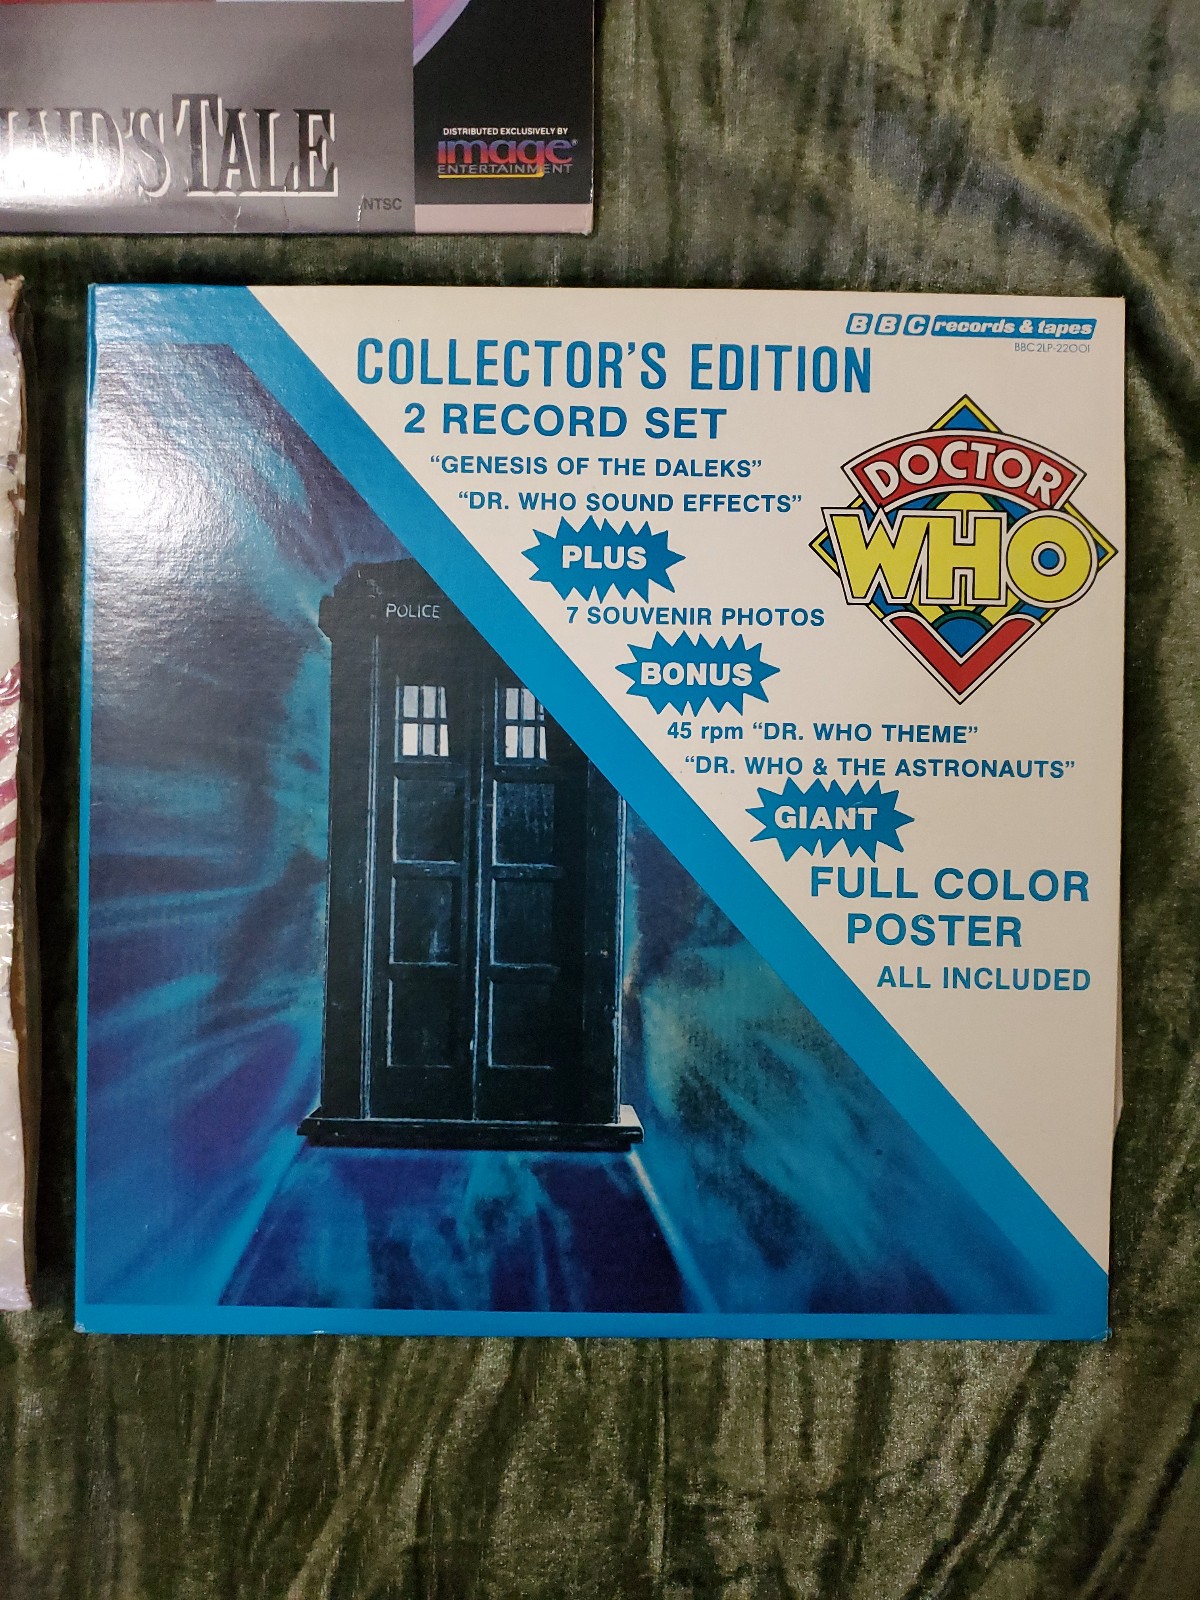 TALE
NTSC
DISTRIBUTED EXCLUSIVELY BY
image
ENTERTAINMENT
BBC records & tapes
BBC2LP-22001
COLLECTOR'S EDITION
2 RECORD SET
"GENESIS OF THE DALEKS"
"DR. WHO SOUND EFFECTS"
PLUS
7 SOUVENIR PHOTOS
BONUS
45 rpm "DR. WHO THEME"
"DR. WHO & THE ASTRONAUTS"
GIANT
FULL COLOR
POSTER
ALL INCLUDED
DOCTOR
WHO
POLICE